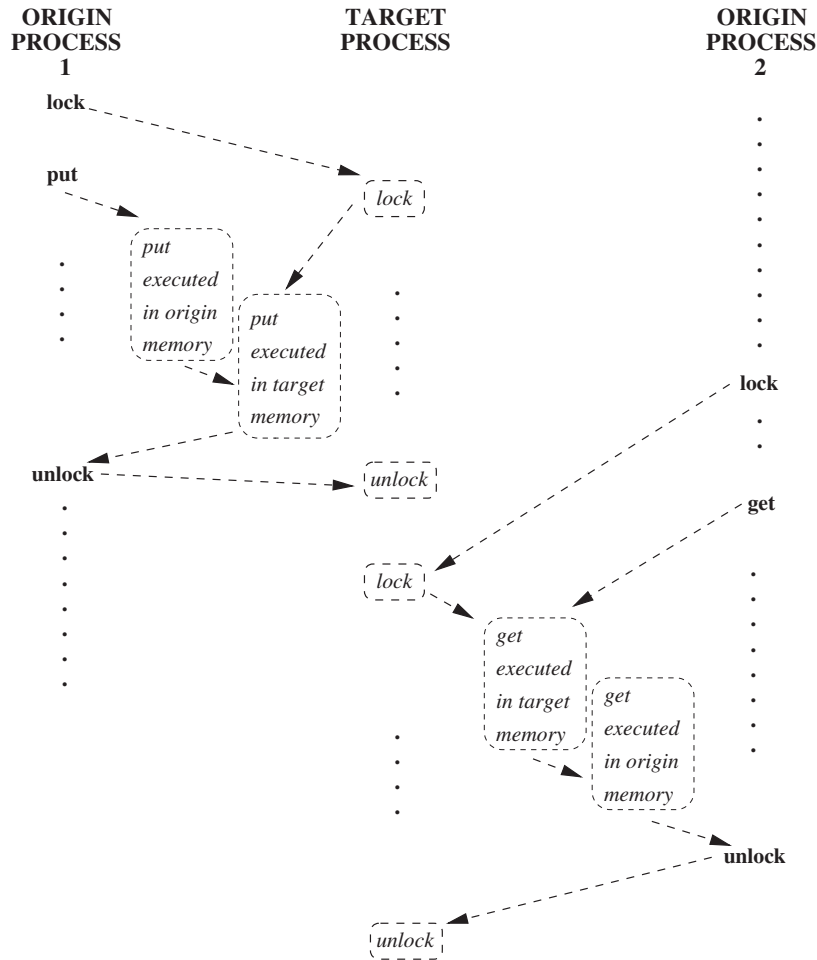 ORIGIN
PROCESS
1
TARGET
PROCESS
ORIGIN
PROCESS
2
lock
put
lock
put
executed
in origin
memory
put
executed
in target
memory
lock
unlock
unlock
get
lock
get
executed
in target
memory
get
executed
in origin
memory
unlock
unlock